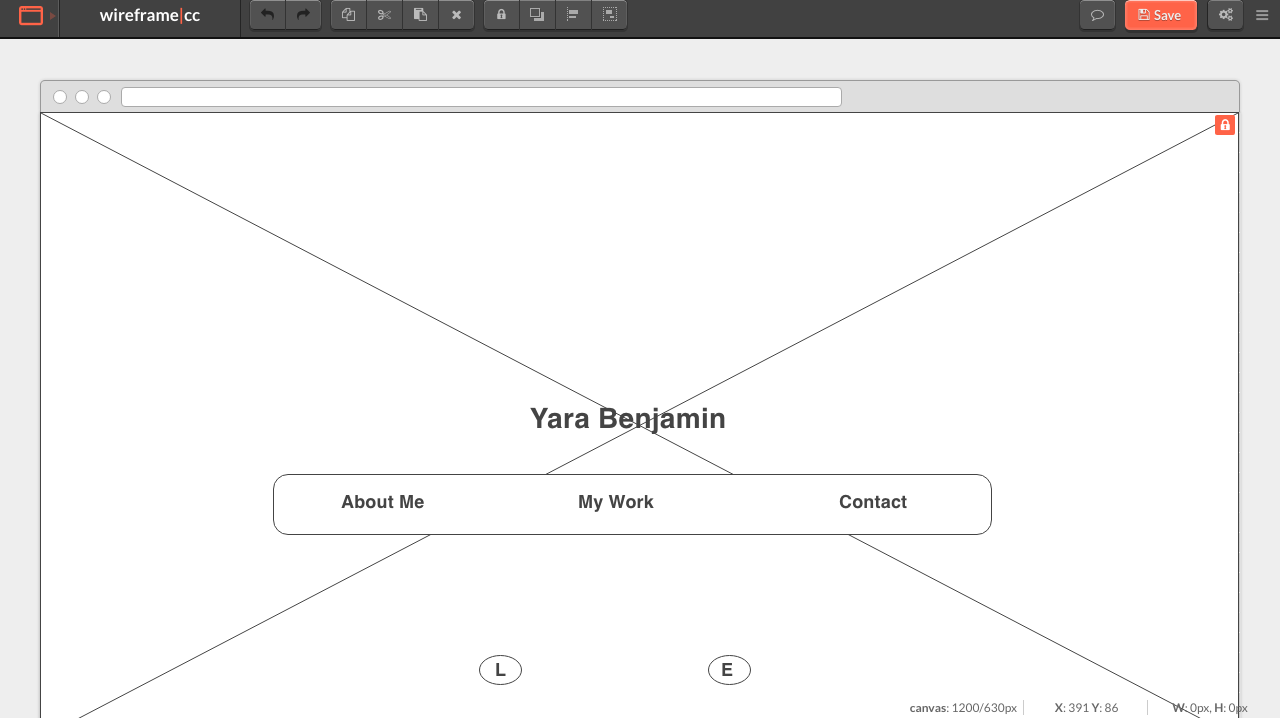 wireframe|cc
Save
Yara Benjamin
About Me My Work Contact
L E
canvas: 1200/630px X: 391 Y: 86 W: 0px, H: 0px